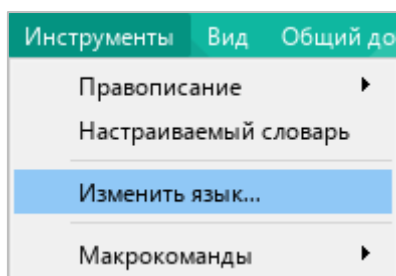 Инструменты Вид Общий до
Правописание
Настраиваемый словарь
Изменить язык...
Макрокоманды